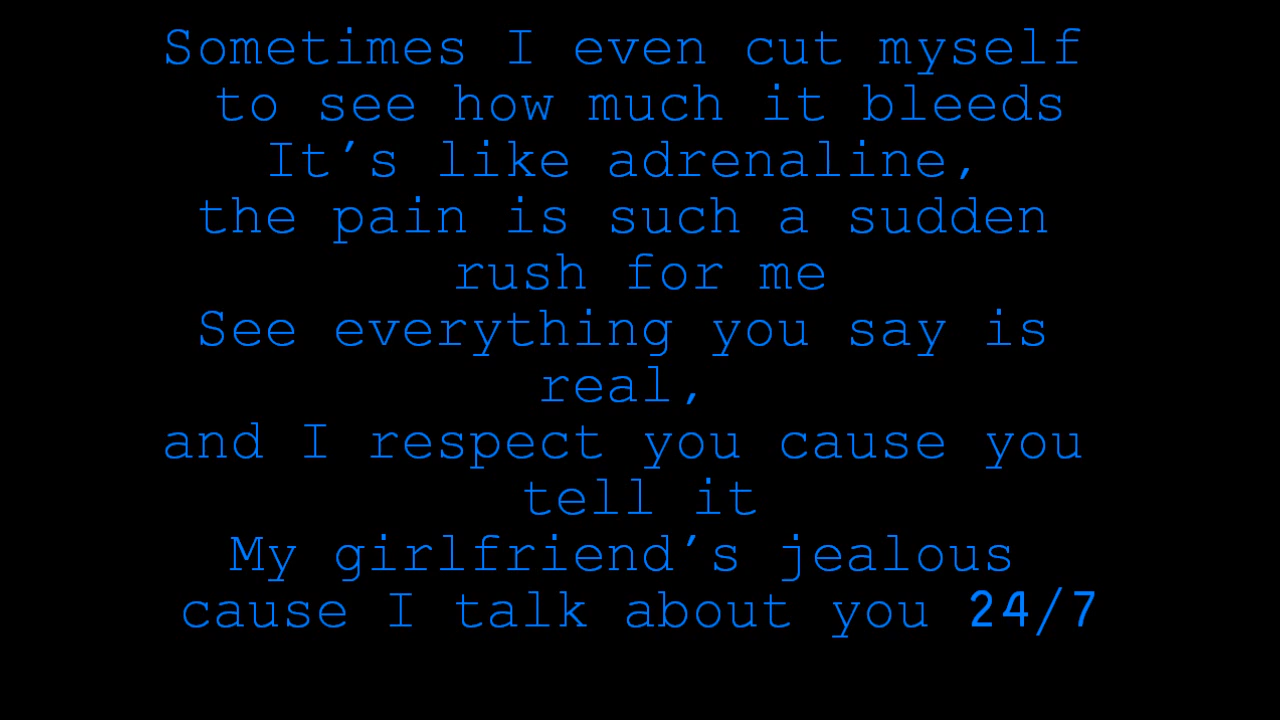 Sometimes I even cut myself
to see how much it bleeds
It's like adrenaline,
the pain is such a sudden
rush for me
See everything you say is
real,
and I respect you cause you
tell it
My girlfriend's jealous
cause I talk about you 24/7